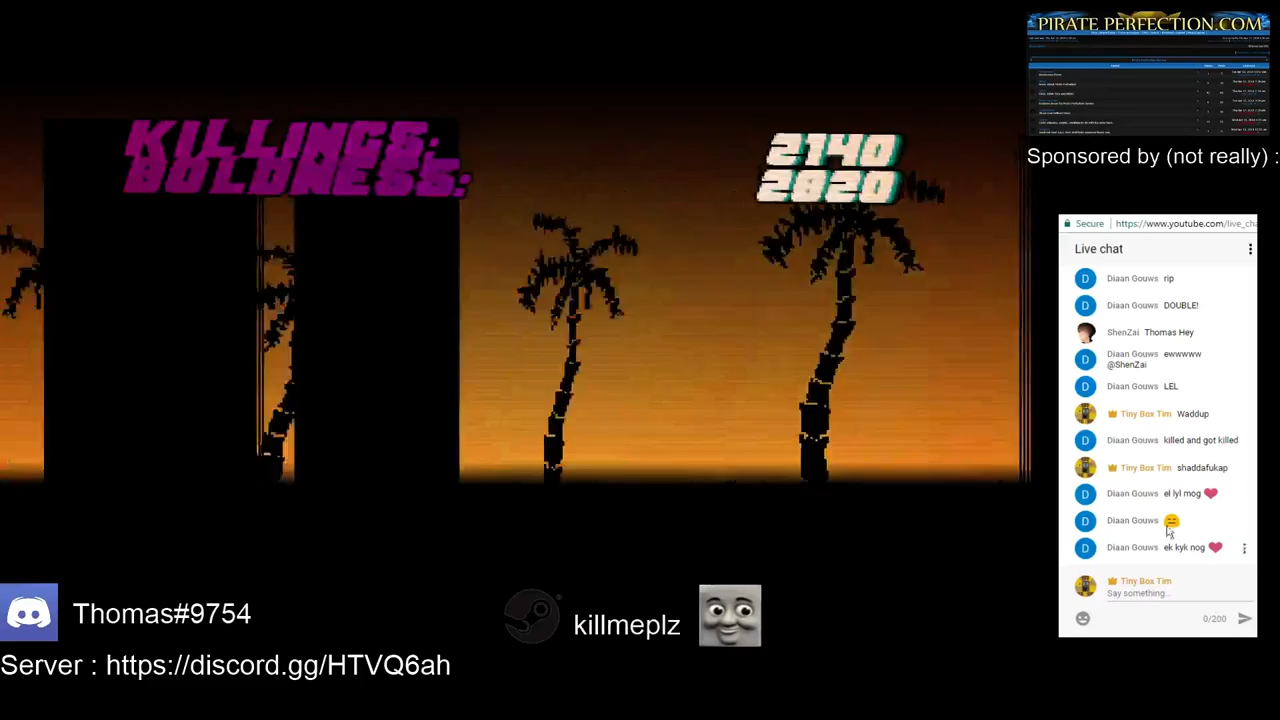 PIRATE PERFECTION.COM
Sponsored by (not really) :
KILLINGS: 2140
BOLDNESS: 2820
Secure https://www.youtube.com/live_ch
Live chat
D Diaan Gouws rip
D Diaan Gouws DOUBLE!
ShenZai Thomas Hey
D Diaan Gouws ewwwww
@ShenZai
D Diaan Gouws LEL
Tiny Box Tim Waddup
D Diaan Gouws killed and got killed
Tiny Box Tim shaddafukap
D Diaan Gouws el lyl mog
D Diaan Gouws
D Diaan Gouws ek kyk nog
Tiny Box Tim
Say something...
0/200
Thomas#9754
killmeplz
Server : https://discord.gg/HTVQ6ah